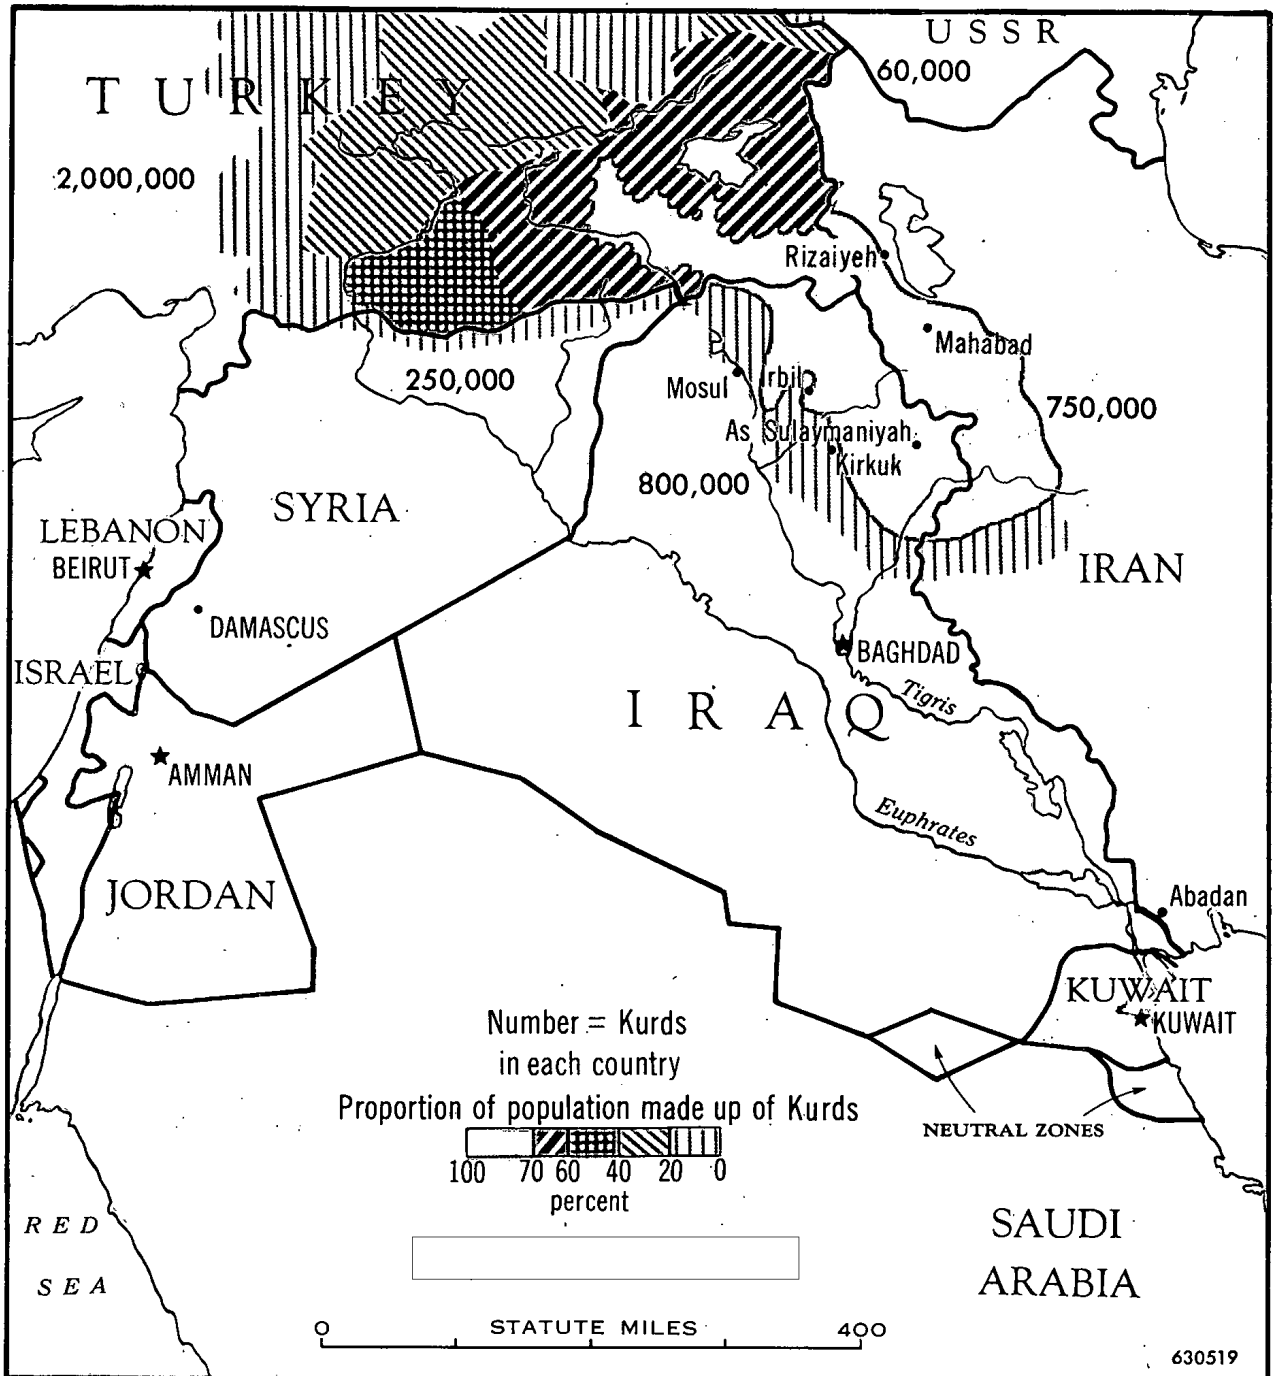 USSR
60,000
TURKEY
2,000,000
Rizaiyeh
Mahabad
250,000
Mosul
Irbil
750,000
As Sulaymaniyah
Kirkuk
800,000
SYRIA
LEBANON
BEIRUT
IRAN
DAMASCUS
BAGHDAD
ISRAEL
Tigris
IRAQ
AMMAN
Euphrates
JORDAN
Abadan
KUWAIT
KUWAIT
Number = Kurds
in each country
Proportion of population made up of Kurds
100 70 60 40 20 0
percent
NEUTRAL ZONES
RED
SEA
SAUDI
ARABIA
0 STATUTE MILES 400
630519